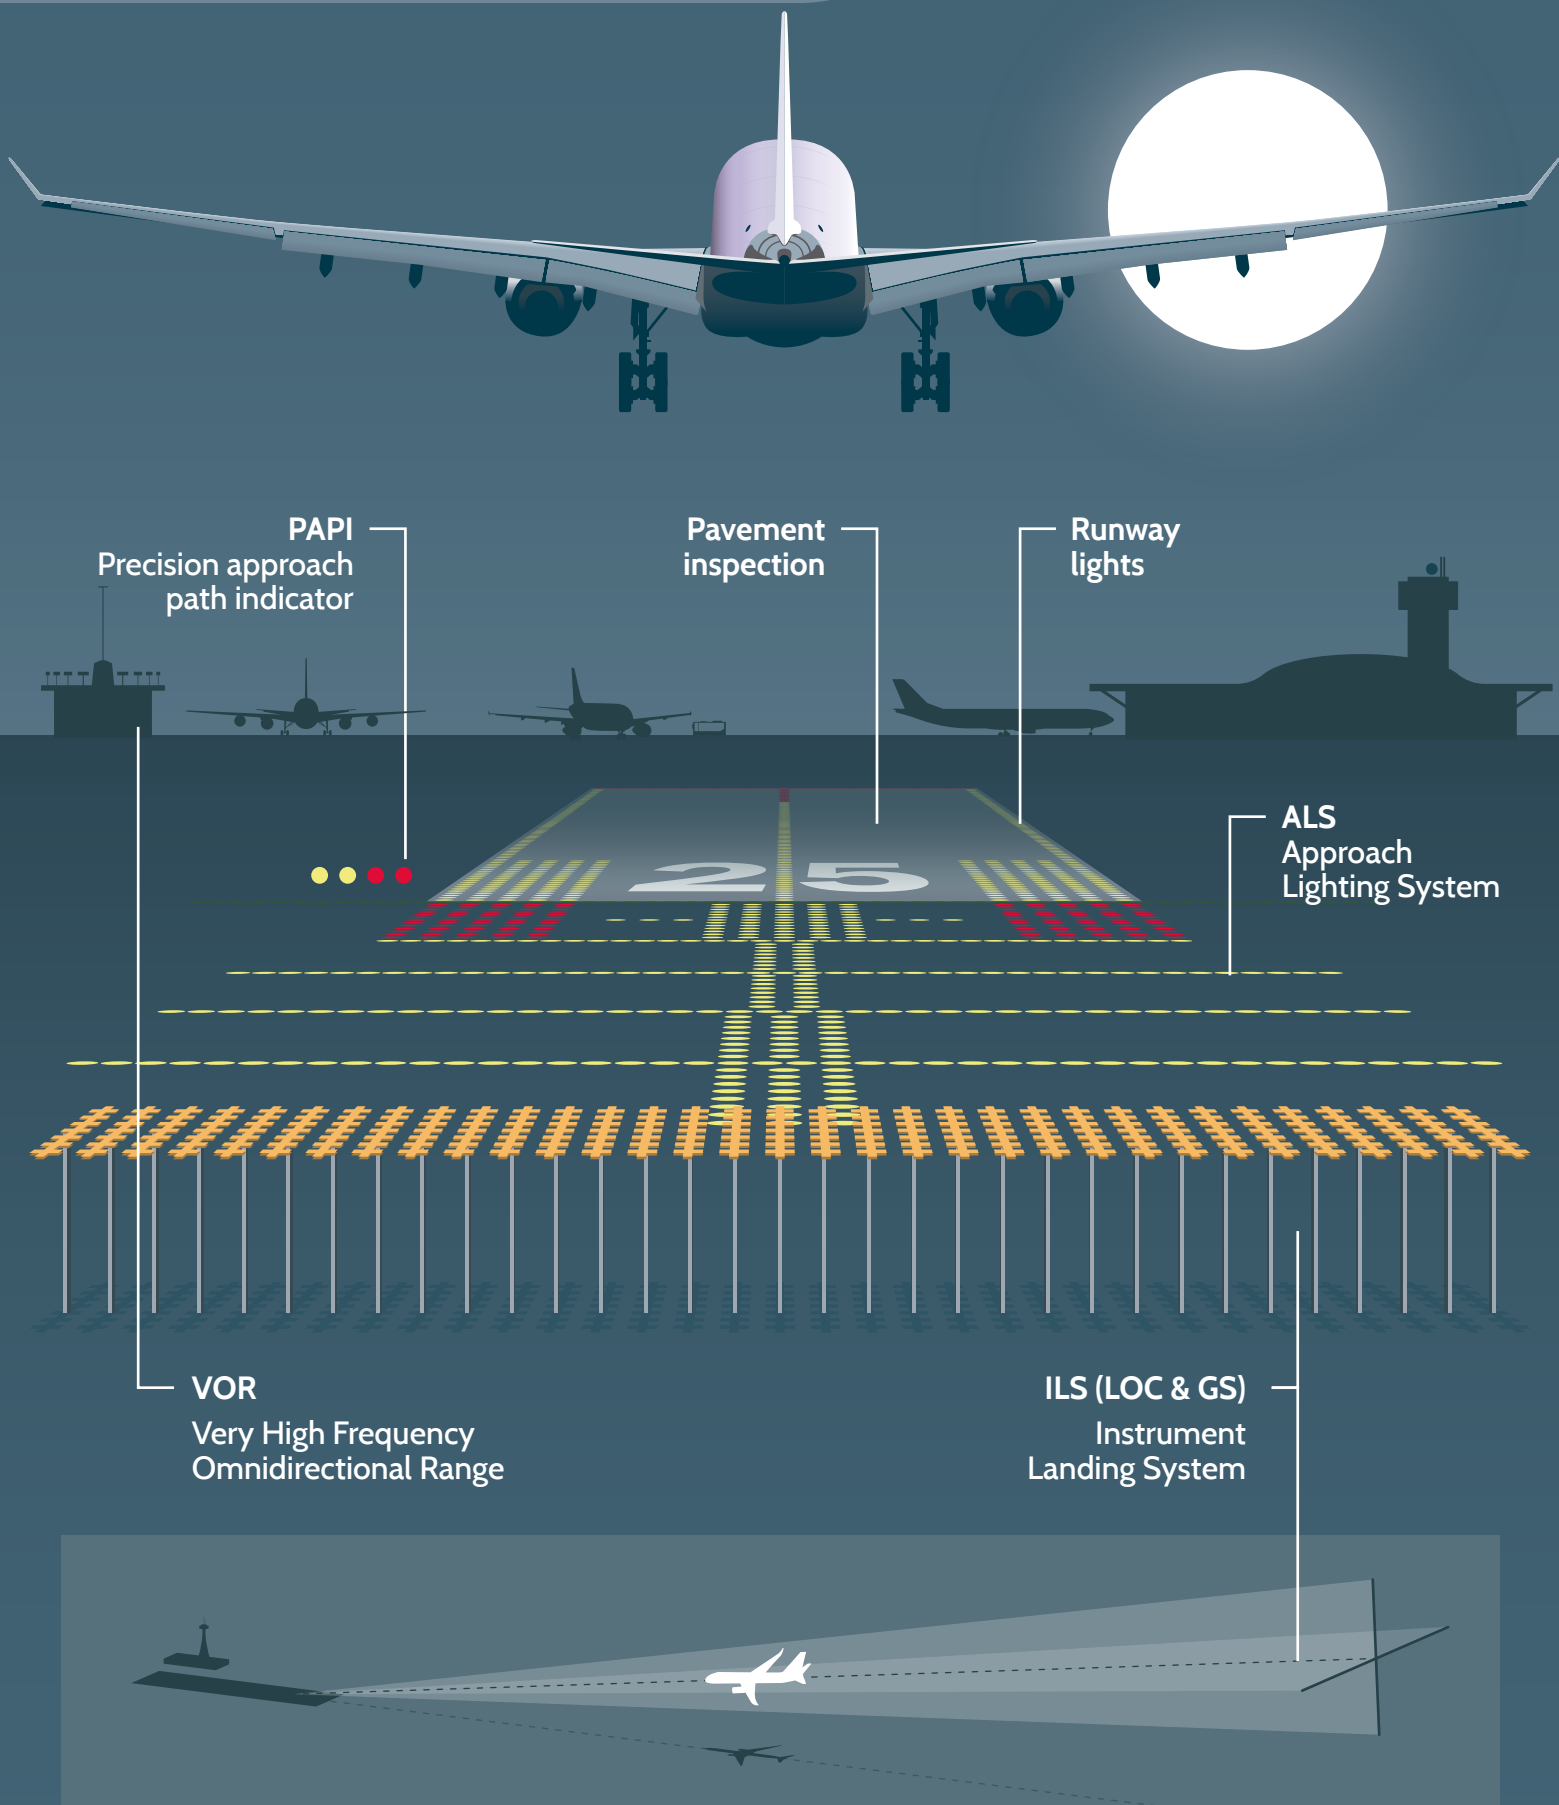 PAPI
Precision approach
path indicator
Pavement
inspection
Runway
lights
ALS
Approach
Lighting System
25
VOR
Very High Frequency
Omnidirectional Range
ILS (LOC & GS)
Instrument
Landing System